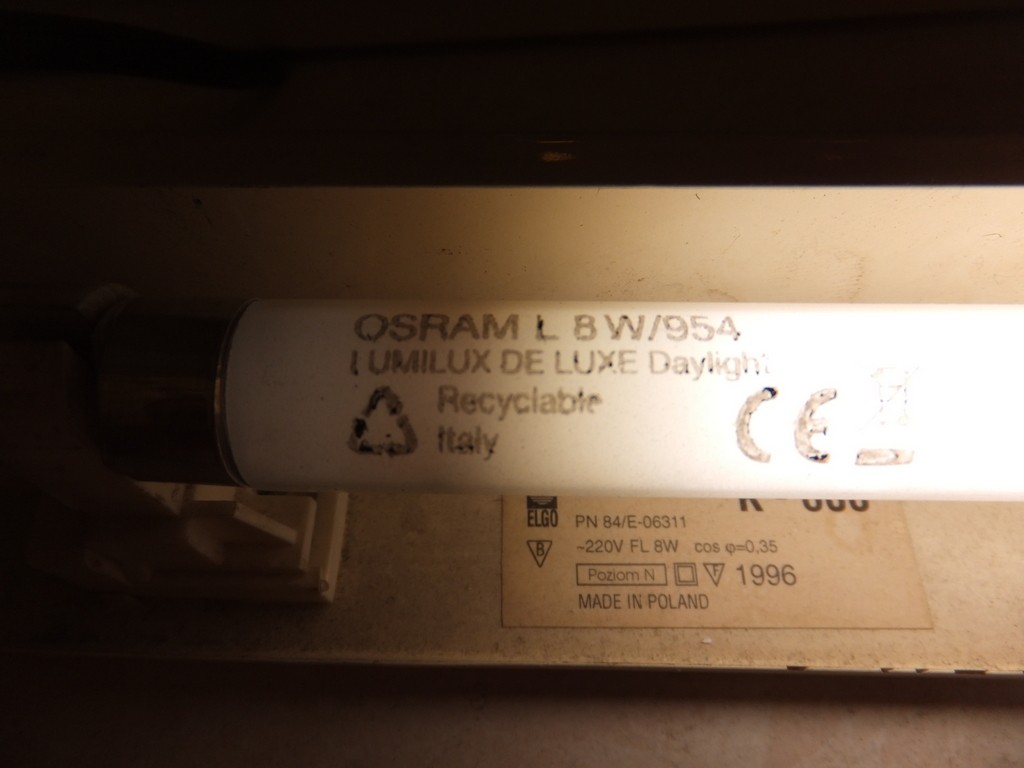 OSRAM L 8W/954
LUMILUX DE LUXE Daylight
Recyclable
Italy
CE
ELGO
PN 84/E-06311
B
~220V FL 8W cos φ=0,35
Poziom N F 1996
MADE IN POLAND